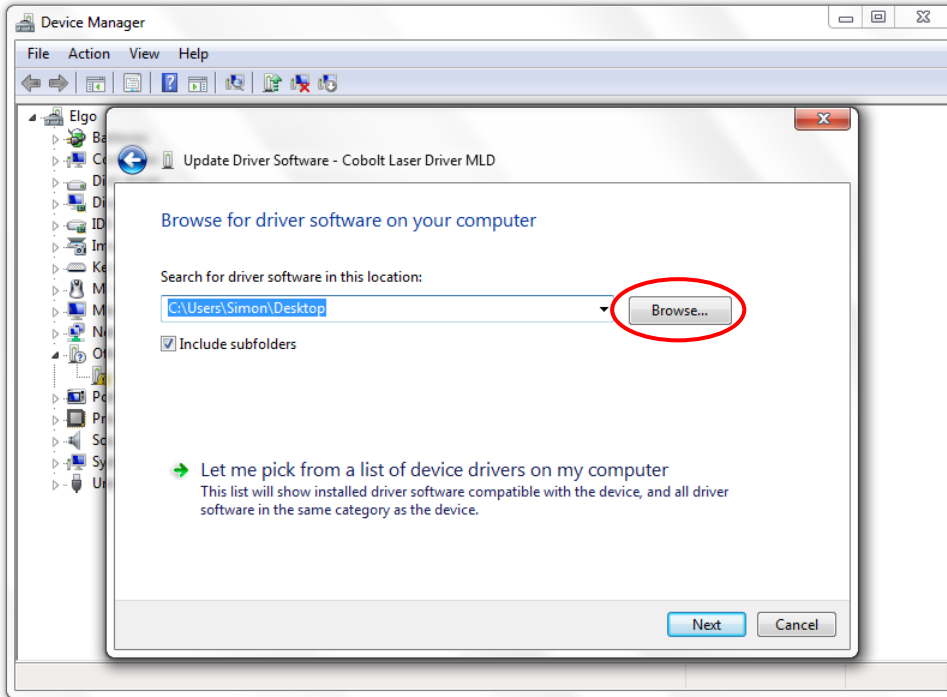 Device Manager
File Action View Help
Elgo
Update Driver Software - Cobolt Laser Driver MLD
Browse for driver software on your computer
Search for driver software in this location:
C:\Users\Simon\Desktop
Browse...
Include subfolders
Let me pick from a list of device drivers on my computer
This list will show installed driver software compatible with the device, and all driver
software in the same category as the device.
Next Cancel